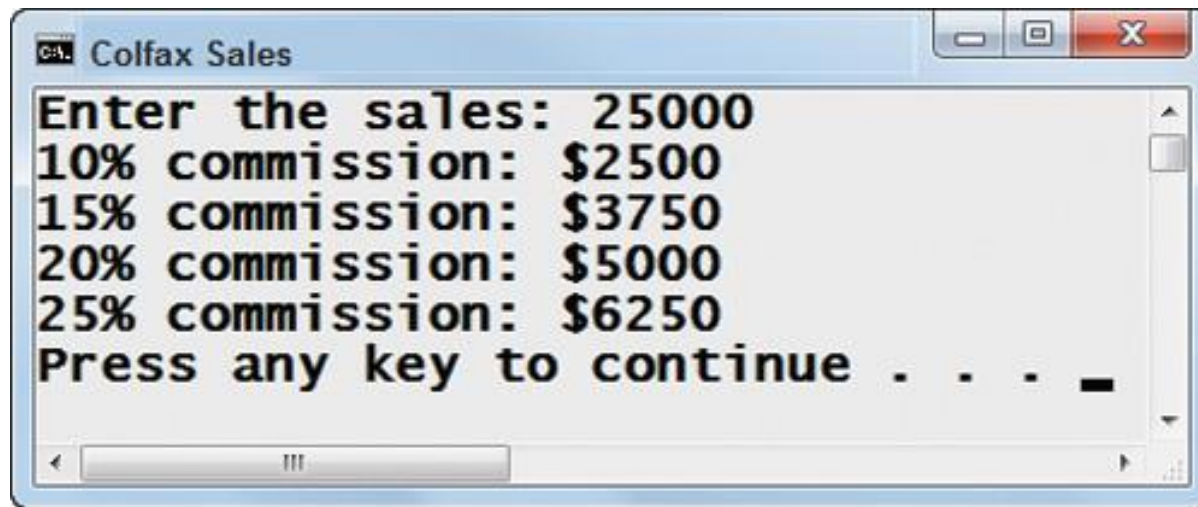 C:\. Colfax Sales
Enter the sales: 25000
10% commission: $2500
15% commission: $3750
20% commission: $5000
25% commission: $6250
Press any key to continue . . . _